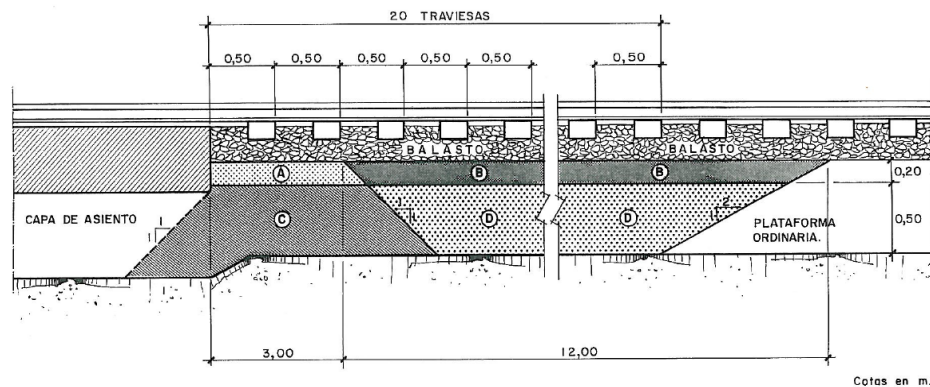 20 TRAVIESAS
0,50 0,50 0,50 0,50 0,50 0,50
BALASTO BALASTO
A B B 0,20
CAPA DE ASIENTO 1 1 C 1 1 D D 2 1 PLATAFORMA ORDINARIA. 0,50
3,00 12,00
Cotas en m.